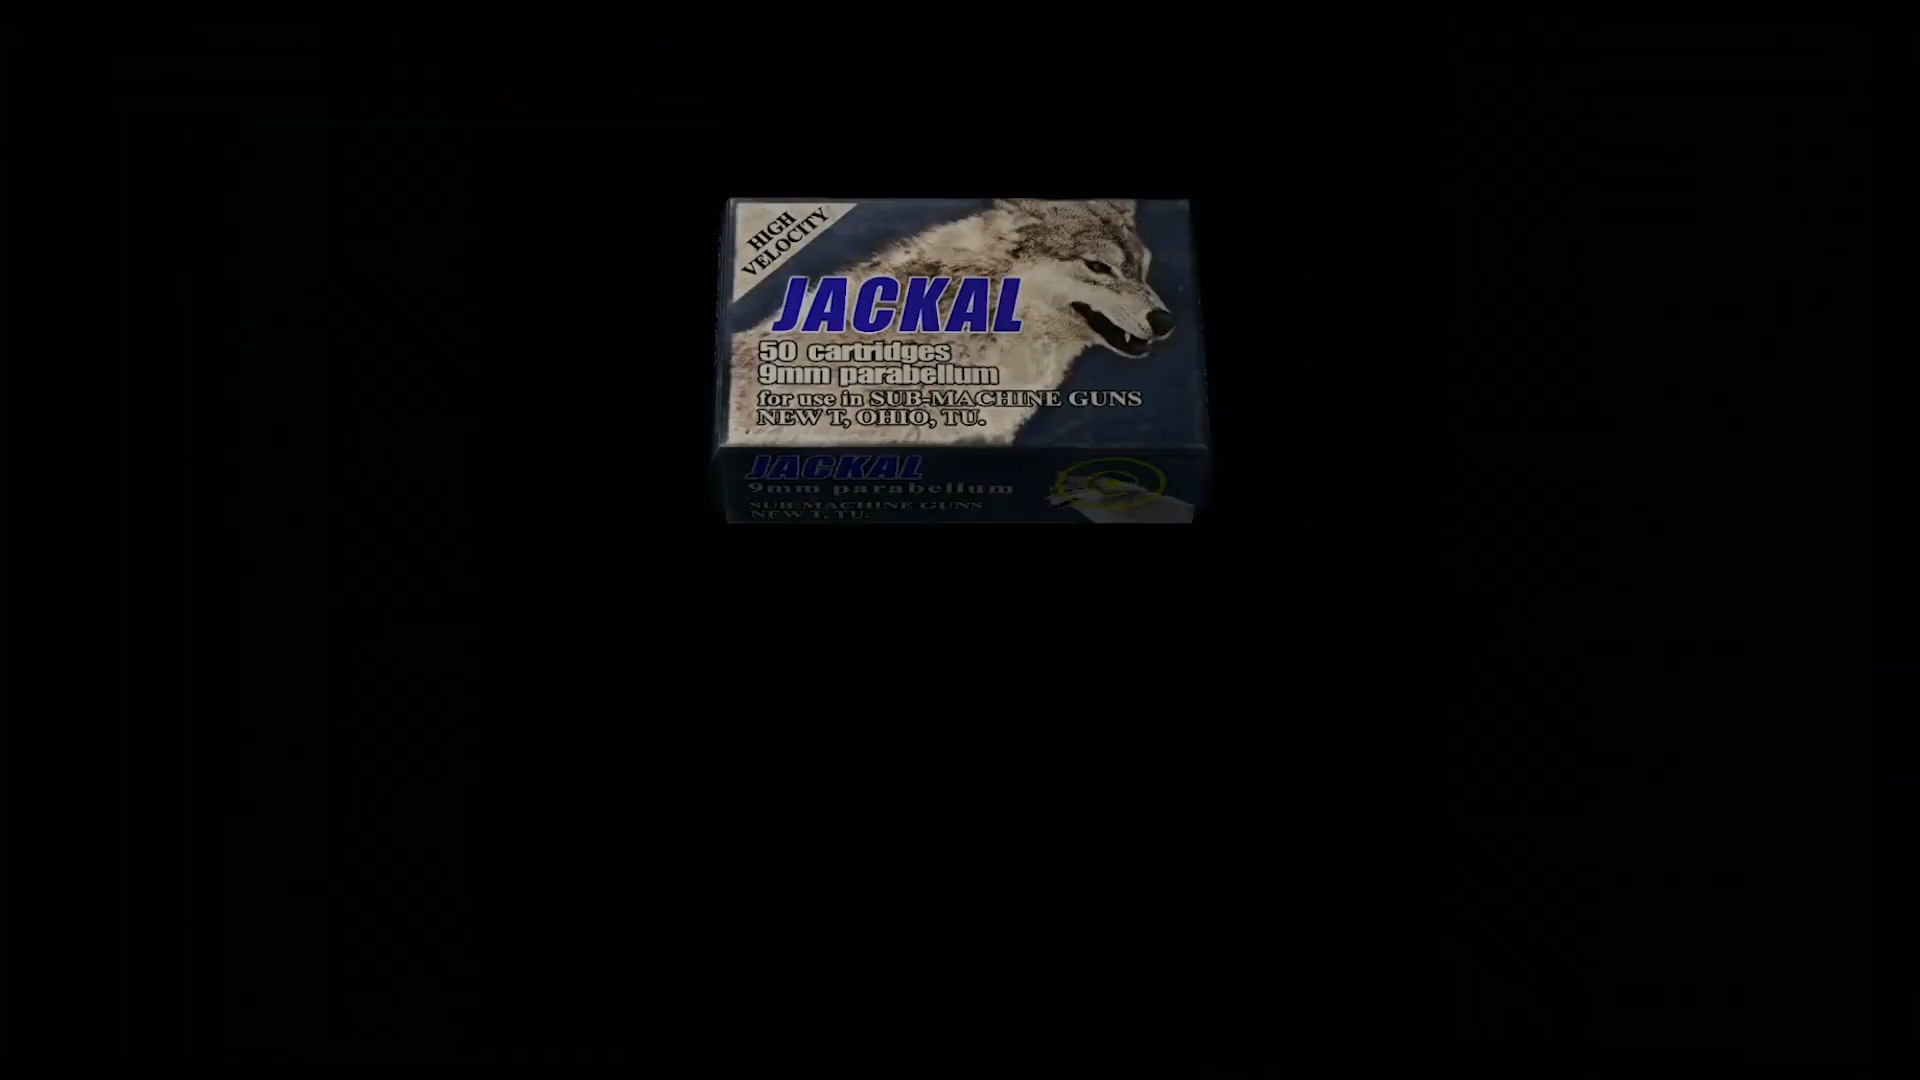 HIGH
VELOCITY
JACKAL
50 cartridges
9mm parabellum
for use in SUB-MACHINE GUNS
NEW T, OHIO, TU.
JACKAL
9mm parabellum
SUB-MACHINE GUNS
NEW T, TU.